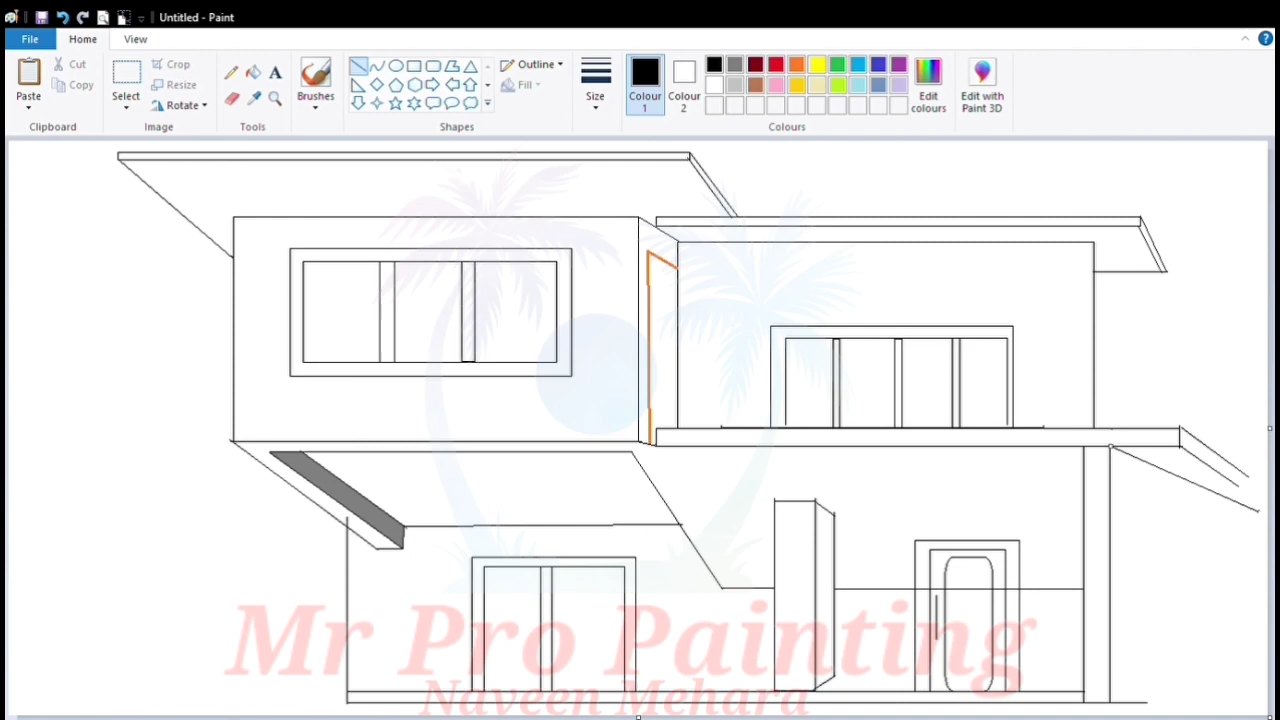 Untitled - Paint
File Home View
Paste
Cut
Copy
Clipboard
Select
Crop
Resize
Rotate
Image
A
Tools
Brushes
Shapes
Outline
Fill
Size
Colour
1
Colour
2
Edit
colours
Colours
Edit with
Paint 3D
Mr Pro Painting
Naveen Mehara